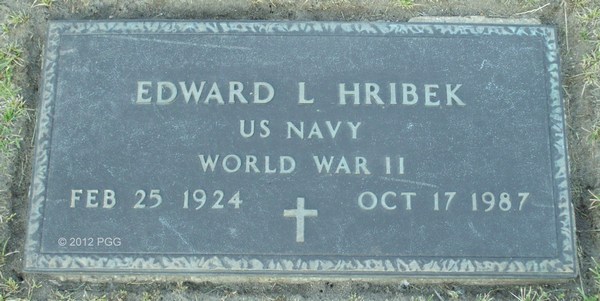 EDWARD L HRIBEK
US NAVY
WORLD WAR II
FEB 25 1924 OCT 17 1987
© 2012 PGG